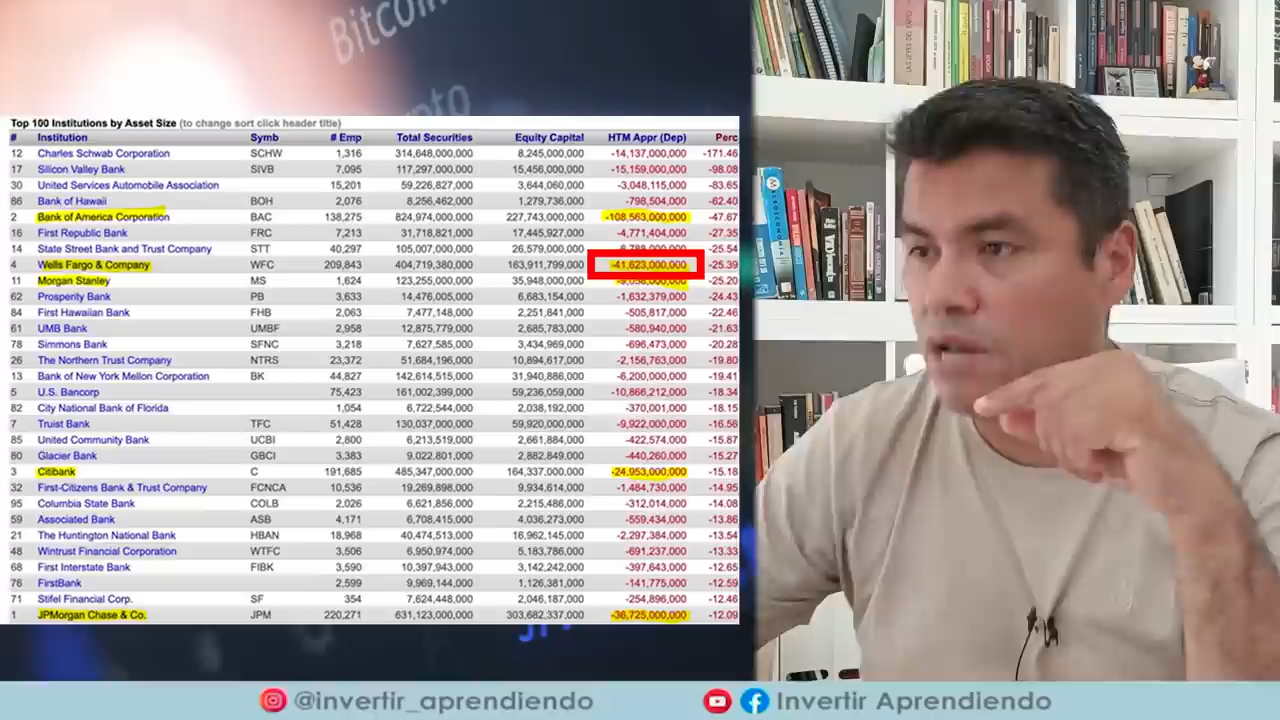 Bitcoin
crypto
Top 100 Institutions by Asset Size (to change sort click header title)
# Institution Symb # Emp Total Securities Equity Capital HTM Appr (Dep) Perc
12 Charles Schwab Corporation SCHW 1,316 314,648,000,000 8,245,000,000 -14,137,000,000 -171.46
17 Silicon Valley Bank SIVB 7,095 117,297,000,000 15,456,000,000 -15,159,000,000 -98.08
30 United Services Automobile Association 15,201 59,226,827,000 3,644,060,000 -3,048,115,000 -83.65
86 Bank of Hawaii BOH 2,076 8,256,462,000 1,279,736,000 -798,504,000 -62.40
2 Bank of America Corporation BAC 138,275 824,974,000,000 227,743,000,000 -108,563,000,000 -47.67
16 First Republic Bank FRC 7,213 31,718,821,000 17,445,927,000 -4,771,404,000 -27.35
14 State Street Bank and Trust Company STT 40,297 105,007,000,000 26,579,000,000 -6,788,000,000 -25.54
4 Wells Fargo & Company WFC 209,843 404,719,380,000 163,911,799,000 -41,623,000,000 -25.39
11 Morgan Stanley MS 1,624 123,255,000,000 35,948,000,000 -9,058,000,000 -25.20
62 Prosperity Bank PB 3,633 14,476,005,000 6,683,154,000 -1,632,379,000 -24.43
84 First Hawaiian Bank FHB 2,063 7,477,148,000 2,251,841,000 -505,817,000 -22.46
61 UMB Bank UMBF 2,958 12,875,779,000 2,685,783,000 -580,940,000 -21.63
78 Simmons Bank SFNC 3,218 7,627,585,000 3,434,969,000 -696,473,000 -20.28
26 The Northern Trust Company NTRS 23,372 51,684,196,000 10,894,617,000 -2,156,763,000 -19.80
13 Bank of New York Mellon Corporation BK 44,827 142,614,515,000 31,940,886,000 -6,200,000,000 -19.41
5 U.S. Bancorp 75,423 161,002,399,000 59,236,059,000 -10,866,212,000 -18.34
82 City National Bank of Florida 1,054 6,722,544,000 2,038,192,000 -370,001,000 -18.15
7 Truist Bank TFC 51,428 130,037,000,000 59,920,000,000 -9,922,000,000 -16.56
85 United Community Bank UCBI 2,800 6,213,519,000 2,661,884,000 -422,574,000 -15.87
80 Glacier Bank GBCI 3,383 9,022,801,000 2,882,849,000 -440,260,000 -15.27
3 Citibank C 191,685 485,347,000,000 164,337,000,000 -24,953,000,000 -15.18
32 First-Citizens Bank & Trust Company FCNCA 10,536 19,269,898,000 9,934,614,000 -1,484,730,000 -14.95
95 Columbia State Bank COLB 2,026 6,621,856,000 2,215,486,000 -312,014,000 -14.08
59 Associated Bank ASB 4,171 6,708,415,000 4,036,273,000 -559,434,000 -13.86
21 The Huntington National Bank HBAN 18,968 40,474,513,000 16,962,145,000 -2,297,384,000 -13.54
48 Wintrust Financial Corporation WTFC 3,506 6,950,974,000 5,183,786,000 -691,237,000 -13.33
68 First Interstate Bank FIBK 3,590 10,397,943,000 3,142,242,000 -397,643,000 -12.65
76 FirstBank 2,599 9,969,144,000 1,126,381,000 -141,775,000 -12.59
71 Stifel Financial Corp. SF 354 7,624,448,000 2,046,187,000 -254,896,000 -12.46
1 JPMorgan Chase & Co. JPM 220,271 631,123,000,000 303,682,337,000 -36,725,000,000 -12.09
@invertir_aprendiendo
Invertir Aprendiendo